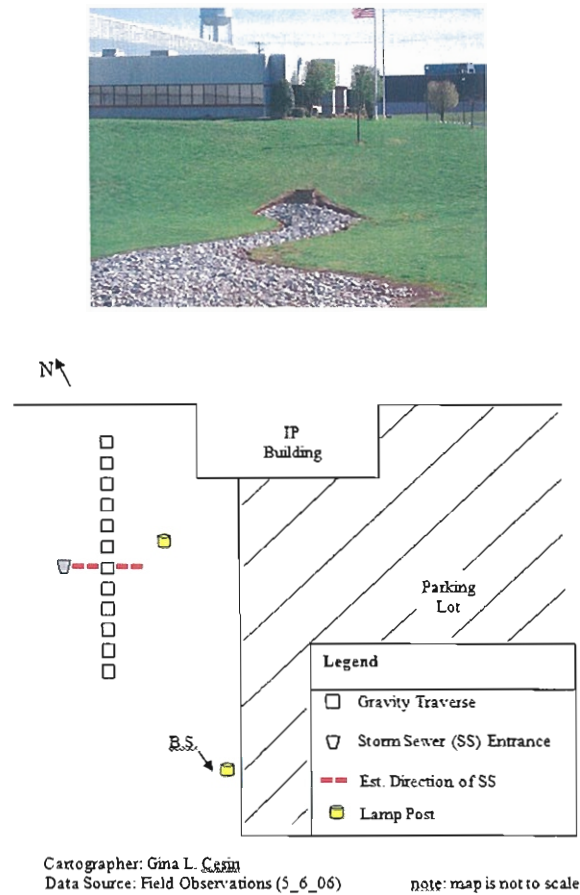 N
IP
Building
Parking
Lot
Legend
Gravity Traverse
Storm Sewer (SS) Entrance
Est. Direction of SS
Lamp Post
B.S.
Cartographer: Gina L. Cesin
Data Source: Field Observations (5_6_06)
note: map is not to scale